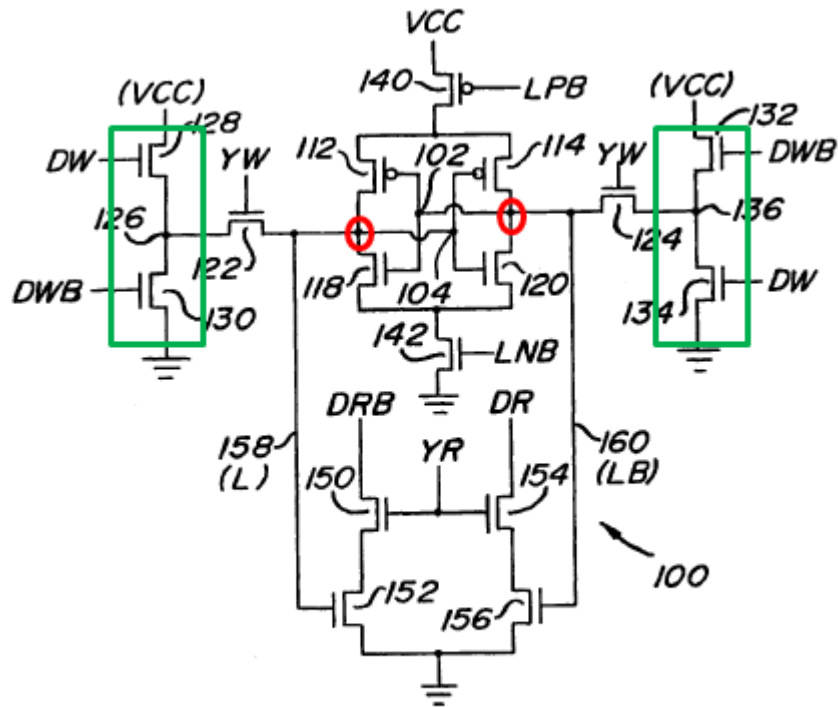 VCC
140
LPB
(VCC)
128
DW
YW
126
122
DWB
130
112
102
114
118
104
120
142
LNB
(VCC)
132
DWB
YW
124
136
134
DW
DRB
DR
158
(L)
150
YR
154
160
(LB)
152
156
100